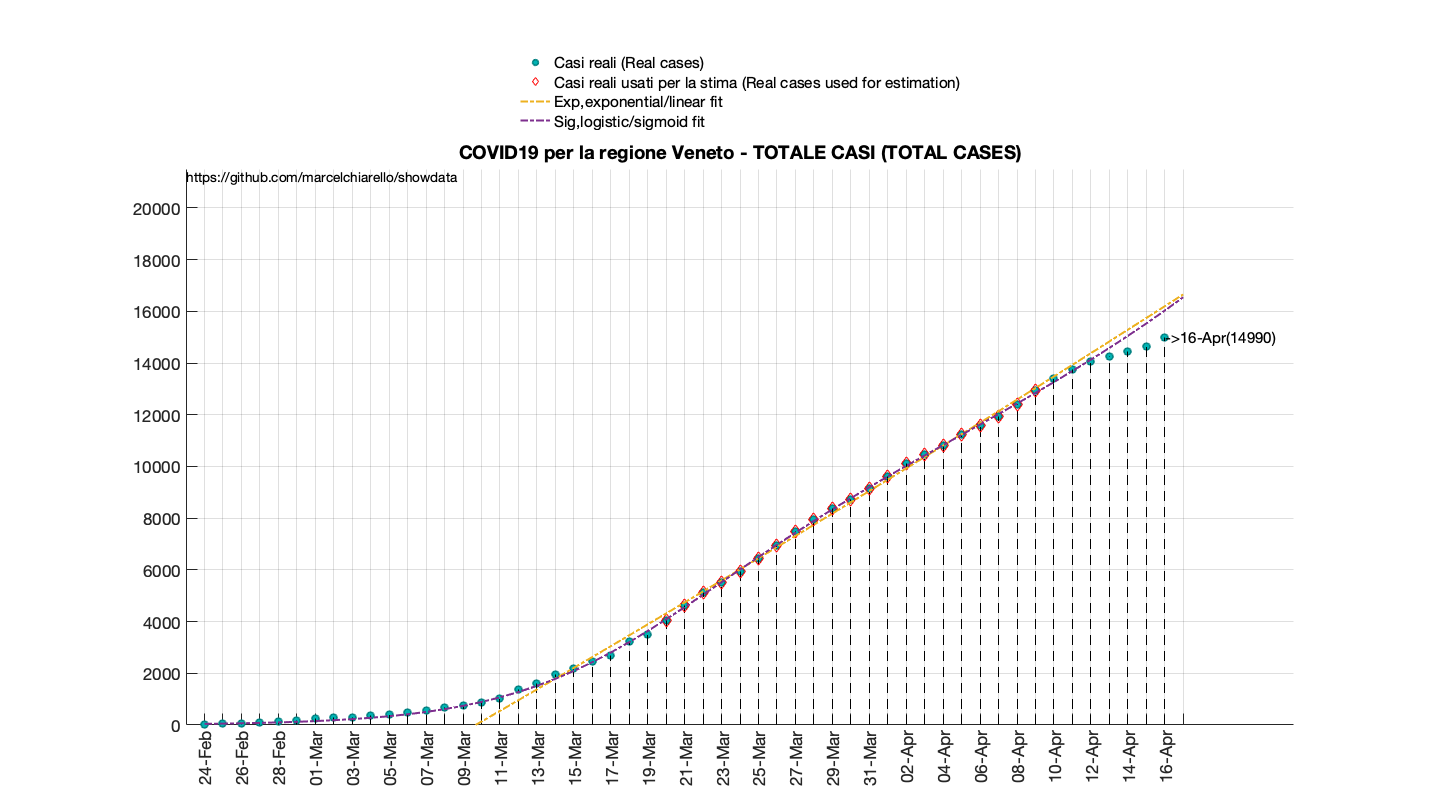 Casi reali (Real cases)
Casi reali usati per la stima (Real cases used for estimation)
Exp,exponential/linear fit
Sig,logistic/sigmoid fit
COVID19 per la regione Veneto - TOTALE CASI (TOTAL CASES)
https://github.com/marcelchiarello/showdata
20000
18000
16000
14000
12000
10000
8000
6000
4000
2000
0
->16-Apr(14990)
24-Feb
26-Feb
28-Feb
01-Mar
03-Mar
05-Mar
07-Mar
09-Mar
11-Mar
13-Mar
15-Mar
17-Mar
19-Mar
21-Mar
23-Mar
25-Mar
27-Mar
29-Mar
31-Mar
02-Apr
04-Apr
06-Apr
08-Apr
10-Apr
12-Apr
14-Apr
16-Apr